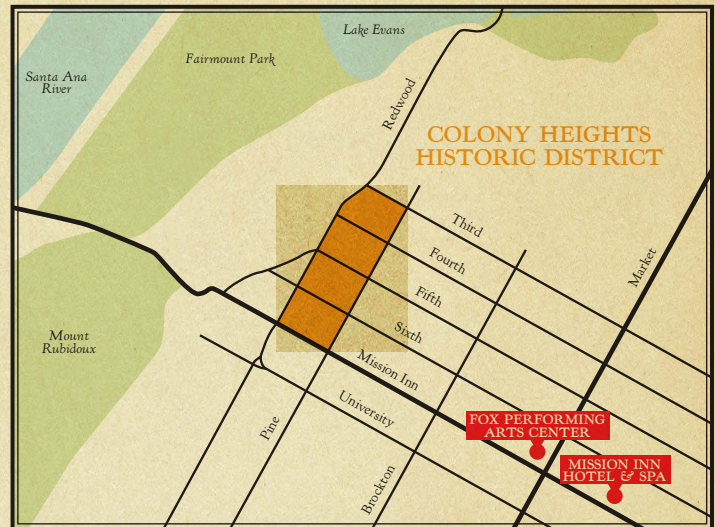 Lake Evans
Fairmount Park
Santa Ana
River
Redwood
COLONY HEIGHTS
HISTORIC DISTRICT
Third
Fourth
Market
Fifth
Sixth
Mount
Rubidoux
Mission Inn
University
Pine
FOX PERFORMING
ARTS CENTER
MISSION INN
HOTEL & SPA
Brockton